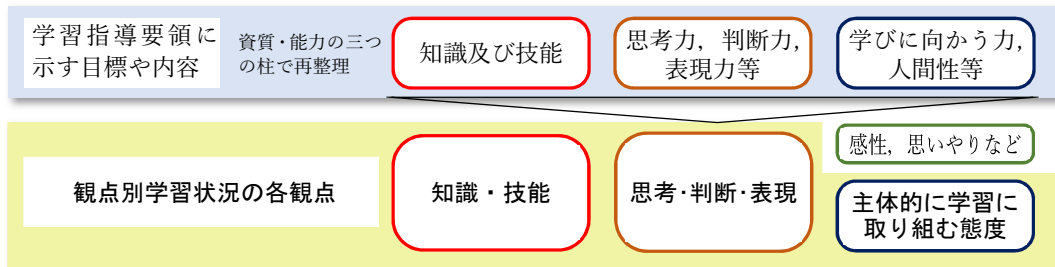 学習指導要領に
示す目標や内容
資質・能力の三つ
の柱で再整理
知識及び技能
思考力，判断力，
表現力等
学びに向かう力，
人間性等
感性，思いやりなど
観点別学習状況の各観点
知識・技能
思考・判断・表現
主体的に学習に
取り組む態度